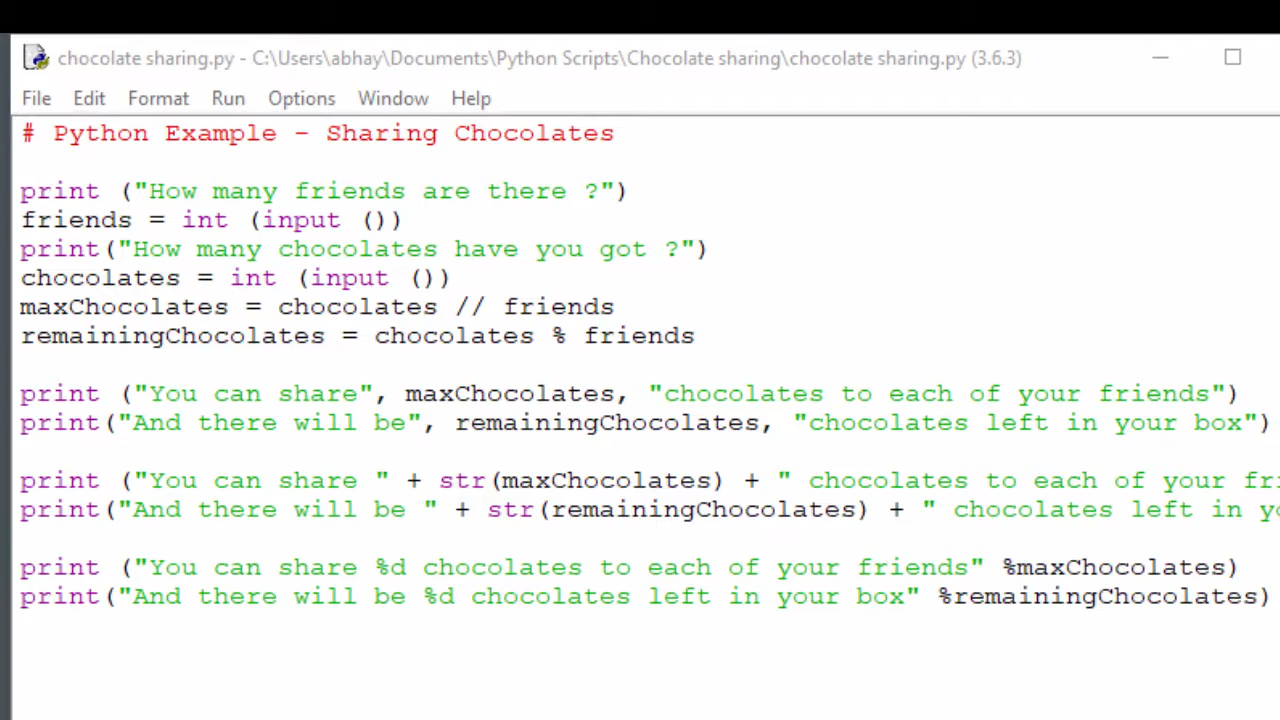 chocolate sharing.py - C:\Users\abhay\Documents\Python Scripts\Chocolate sharing\chocolate sharing.py (3.6.3)
File Edit Format Run Options Window Help
# Python Example - Sharing Chocolates
print ("How many friends are there ?")
friends = int (input ())
print("How many chocolates have you got ?")
chocolates = int (input ())
maxChocolates = chocolates // friends
remainingChocolates = chocolates % friends
print ("You can share", maxChocolates, "chocolates to each of your friends")
print("And there will be", remainingChocolates, "chocolates left in your box")
print ("You can share " + str(maxChocolates) + " chocolates to each of your
print("And there will be " + str(remainingChocolates) + " chocolates left in
print ("You can share %d chocolates to each of your friends" %maxChocolates)
print("And there will be %d chocolates left in your box" %remainingChocolates)